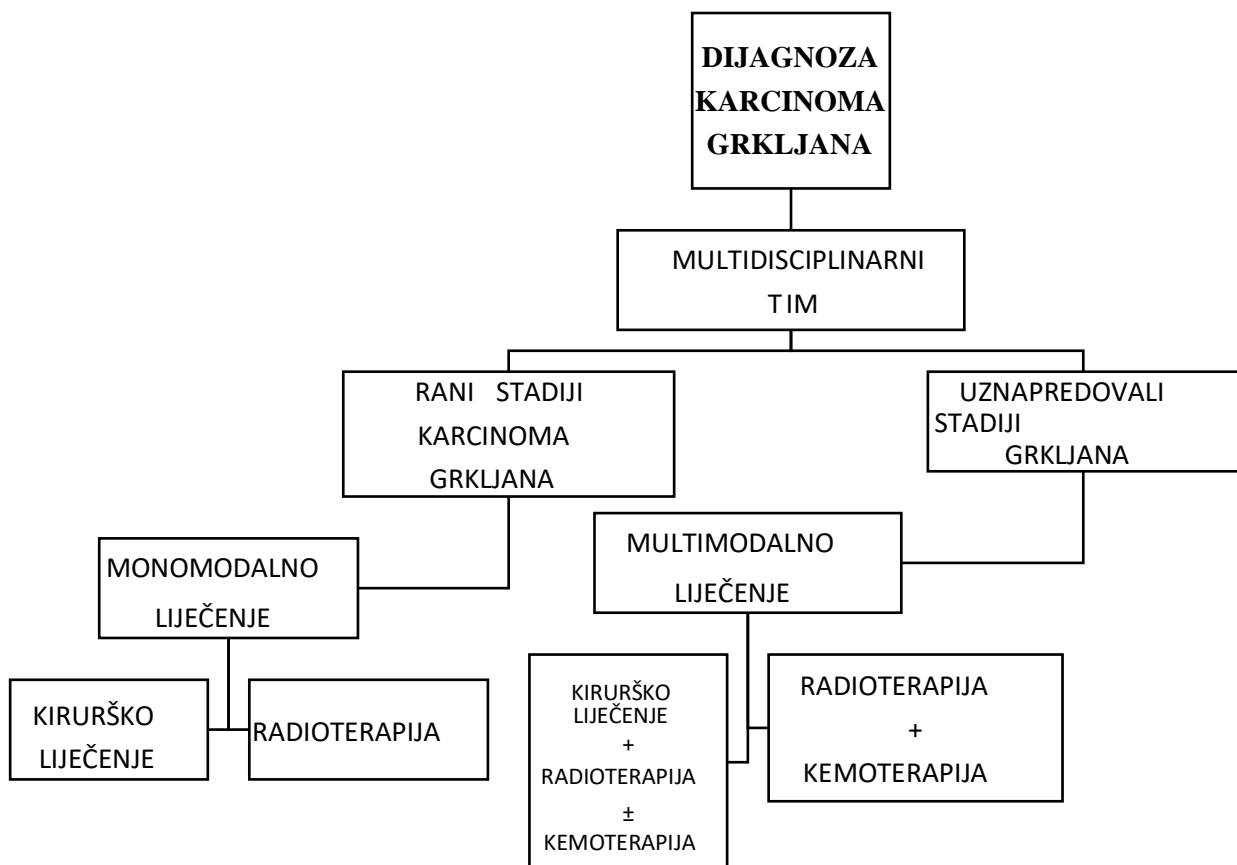 DIJAGNOZA
KARCINOMA
GRKLJANA
MULTIDISCIPLINARNI
TIM
RANI STADIJI
KARCINOMA
GRKLJANA
UZNAPREDOVALI
STADIJI
GRKLJANA
MONOMODALNO
LIJEČENJE
MULTIMODALNO
LIJEČENJE
KIRURŠKO
LIJEČENJE
RADIOTERAPIJA
KIRURŠKO
LIJEČENJE
+
RADIOTERAPIJA
±
KEMOTERAPIJA
RADIOTERAPIJA
+
KEMOTERAPIJA